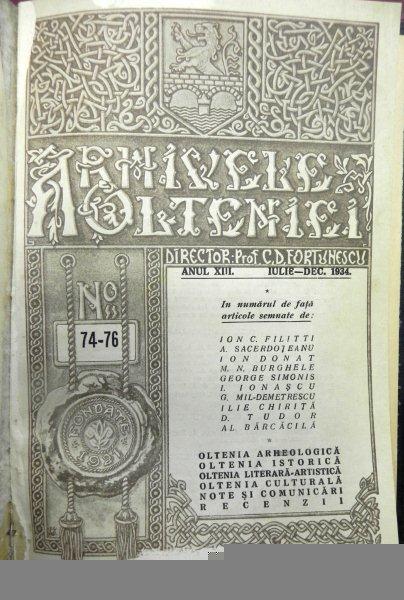 ARHIVELE
OLTENIEI
DIRECTOR: Prof. C.D. FORTUNESCU
ANUL XIII. IULIE—DEC. 1934.
No
74-76
*
In numărul de față
articole semnate de:
ION C. FILITTI
A. SACERDOȚEANU
ION DONAT
M. N. BURGHELE
GEORGE SIMONIS
I. IONAȘCU
G. MIL-DEMETRESCU
ILIE CHIRIȚĂ
D. TUDOR
AL. BĂRCĂCILĂ
*
OLTENIA ARHEOLOGICĂ
OLTENIA ISTORICĂ
OLTENIA LITERARĂ-ARTISTICĂ
OLTENIA CULTURALĂ
NOTE ȘI COMUNICĂRI
RECENZII
FUNDATE
1921